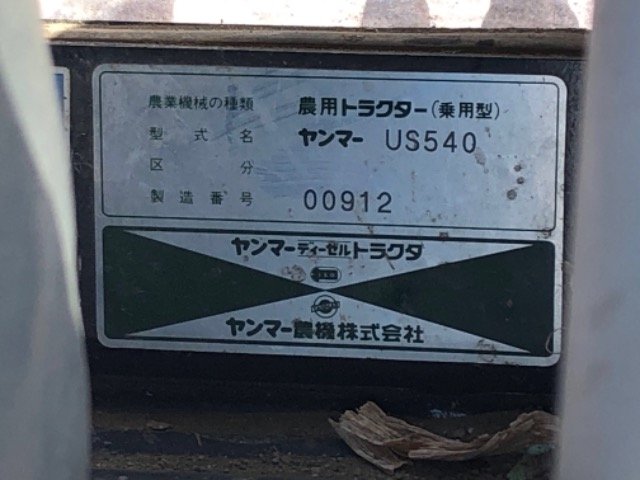 農業機械の種類 農用トラクター(乗用型)
型式名 ヤンマー US540
区分
製造番号 00912
ヤンマーディーゼルトラクタ
ヤンマー農機株式会社